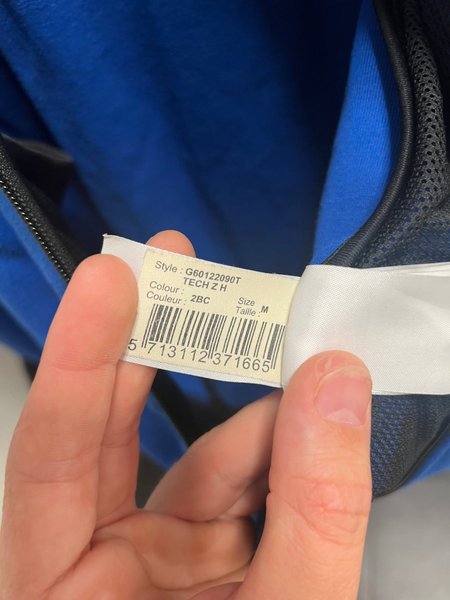 Style : G60122090T
TECH Z H
Colour :
Couleur : 2BC
Size
Taille : M
5 713112 371665